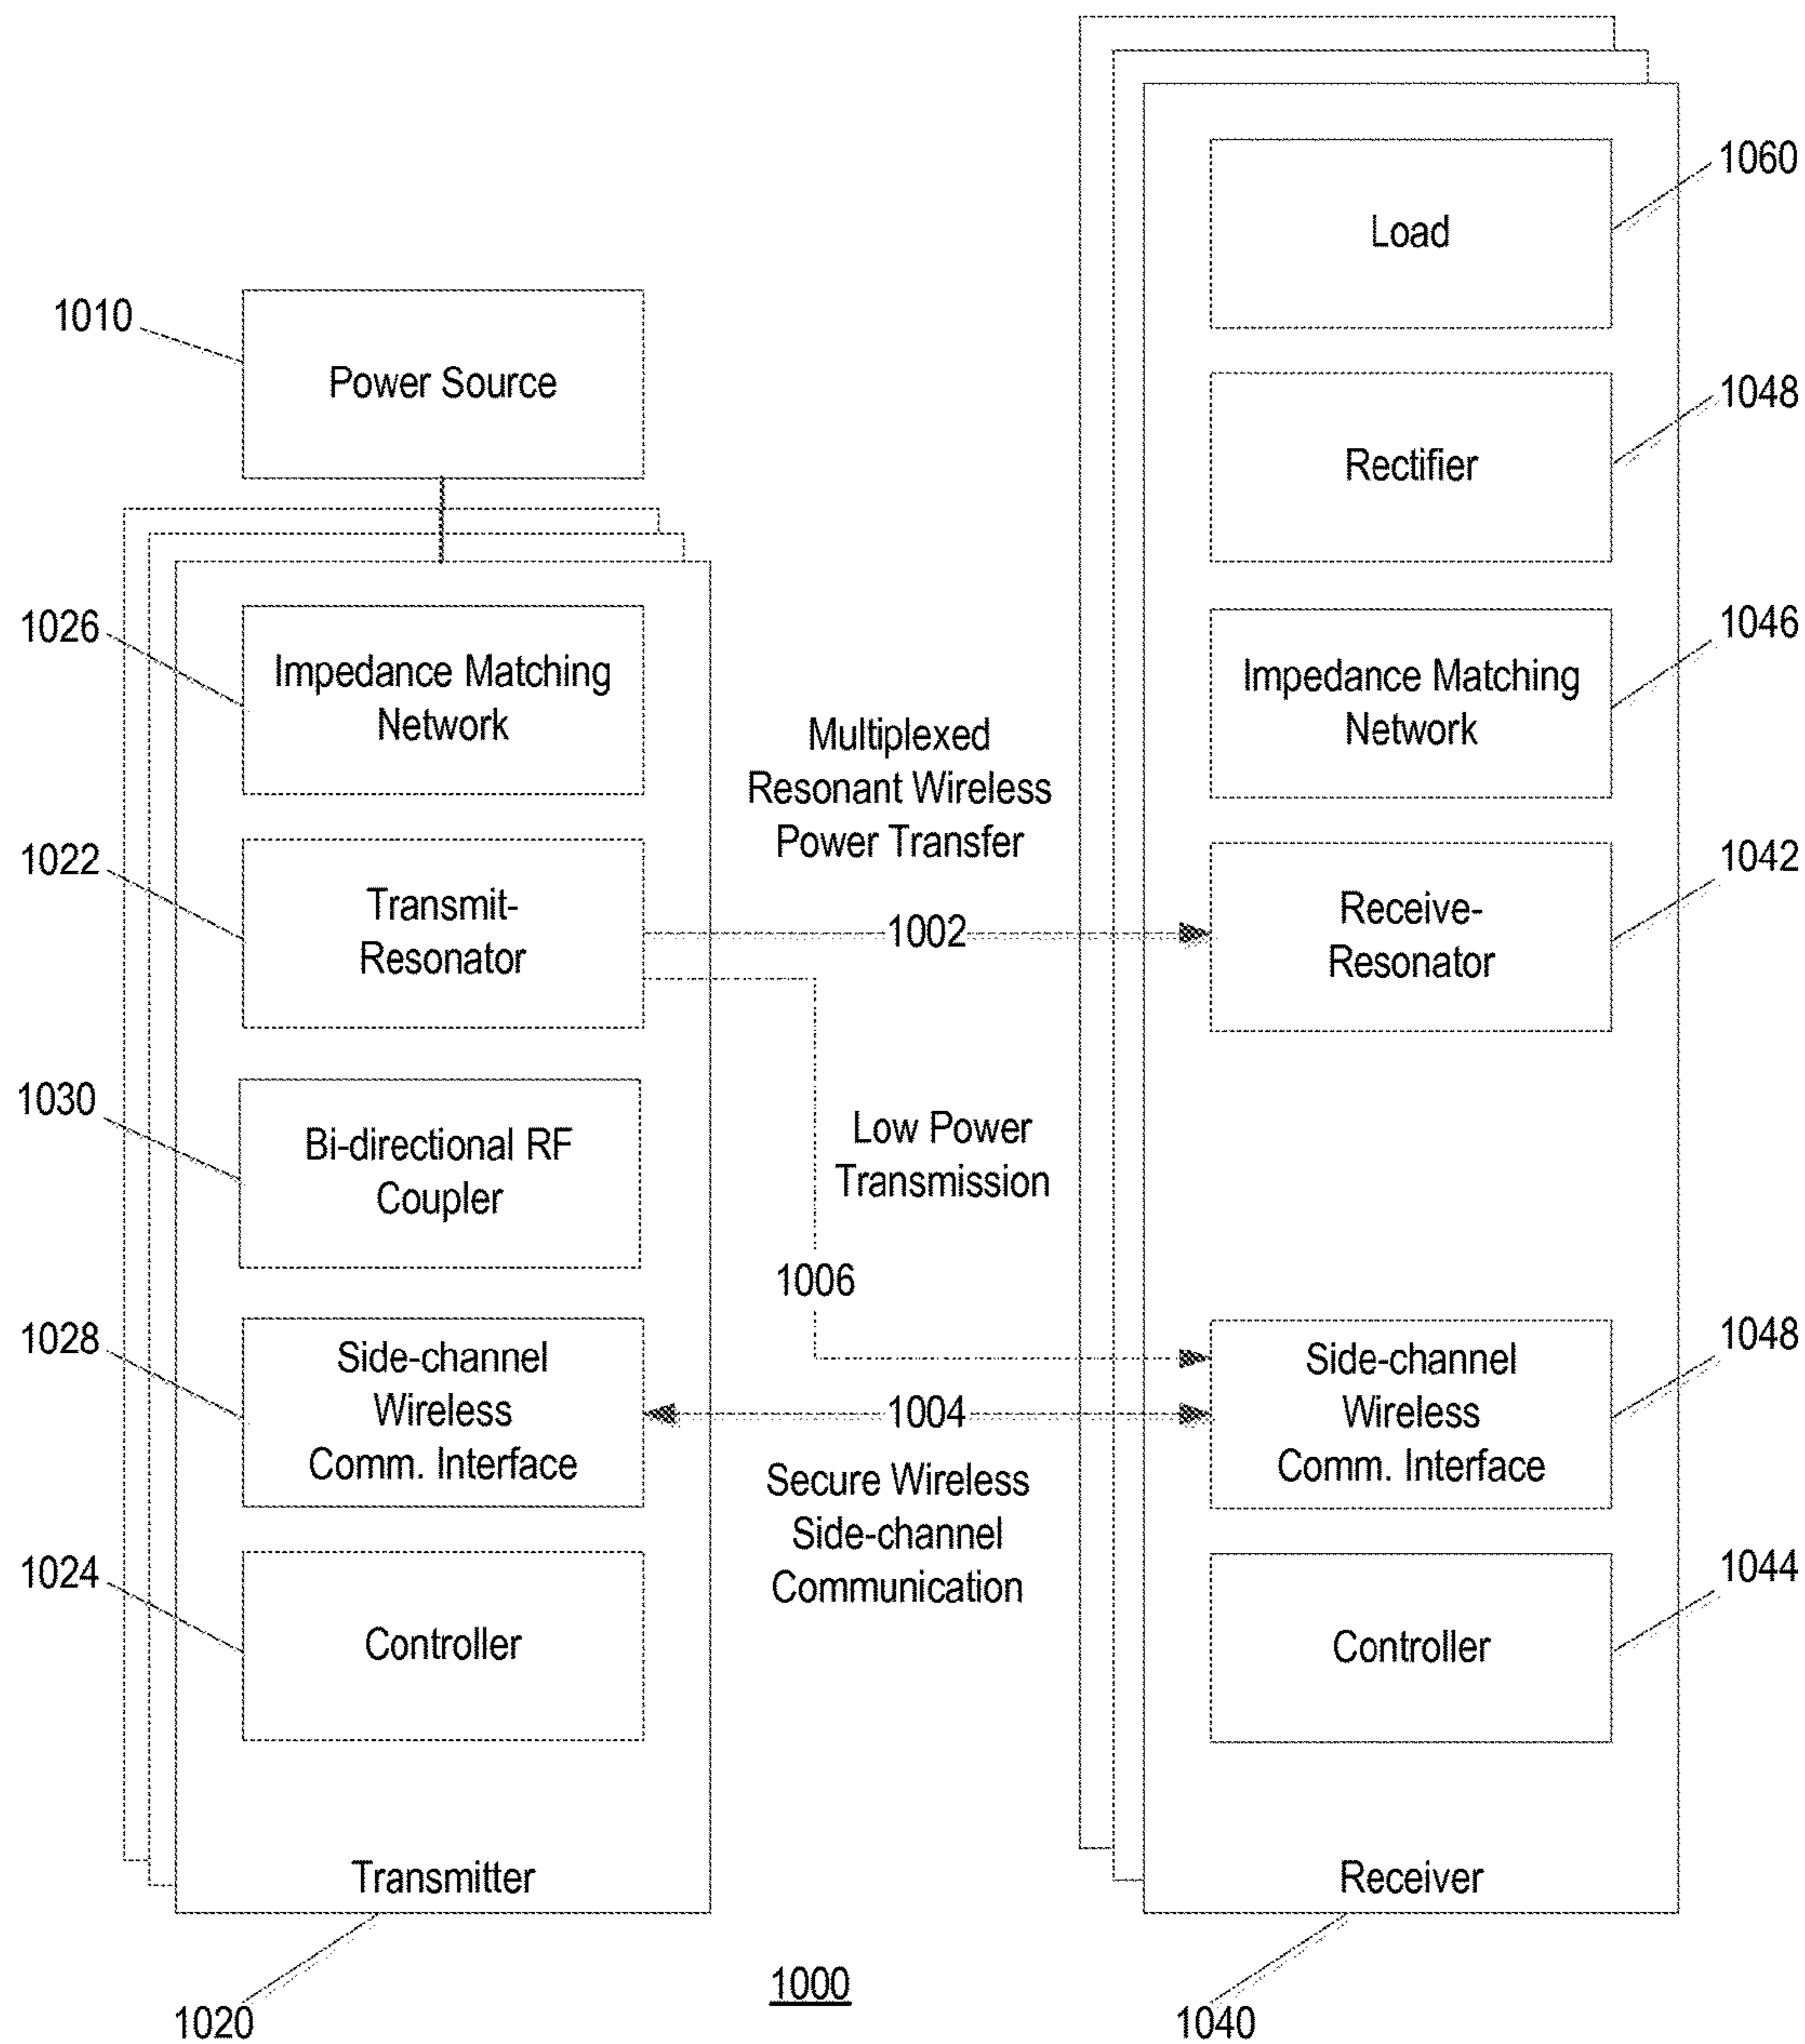 1010
Power Source
1026
Impedance Matching
Network
1022
Transmit-
Resonator
1030
Bi-directional RF
Coupler
1028
Side-channel
Wireless
Comm. Interface
1024
Controller
Transmitter
1020
Multiplexed
Resonant Wireless
Power Transfer
1002
Low Power
Transmission
1006
1004
Secure Wireless
Side-channel
Communication
1000
Load
1060
Rectifier
1048
Impedance Matching
Network
1046
Receive-
Resonator
1042
Side-channel
Wireless
Comm. Interface
1048
Controller
1044
Receiver
1040